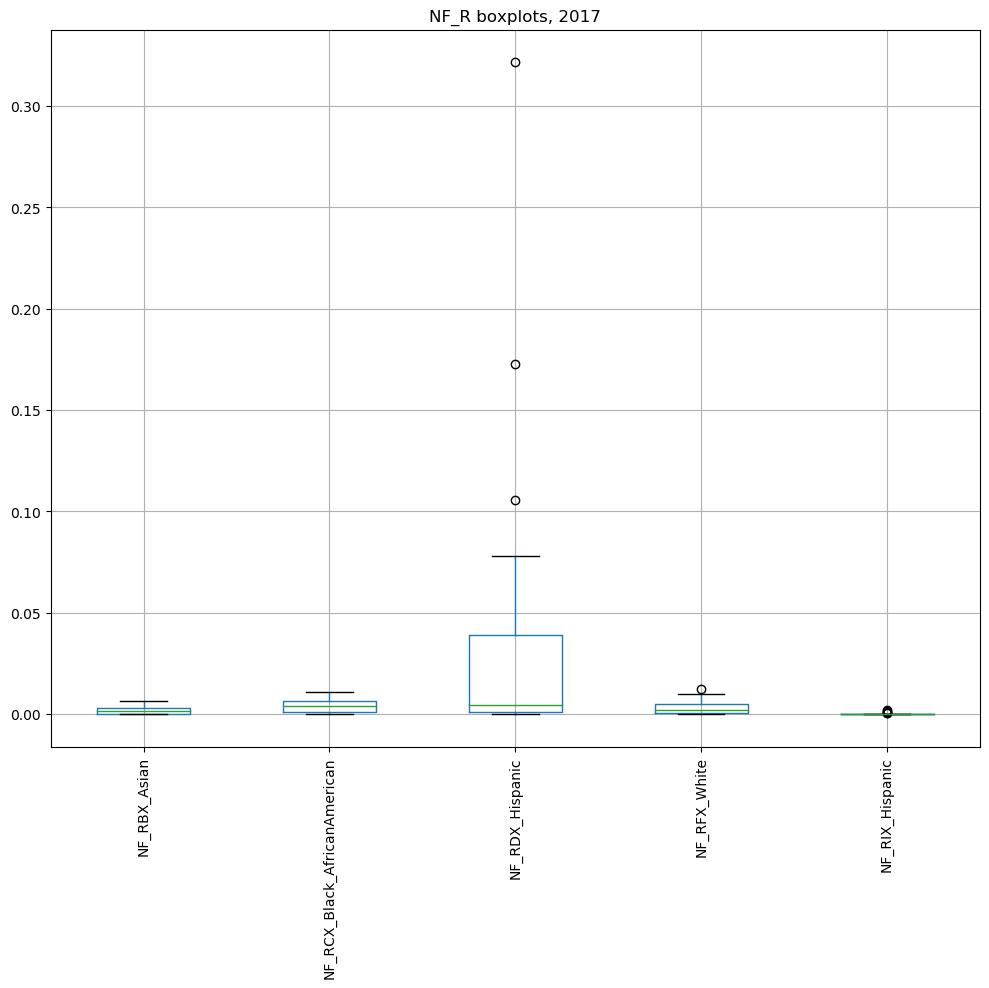 NF_R boxplots, 2017
0.30
0.25
0.20
0.15
0.10
0.05
0.00
NF_RBX_Asian
NF_RCX_Black_AfricanAmerican
NF_RDX_Hispanic
NF_RFX_White
NF_RIX_Hispanic